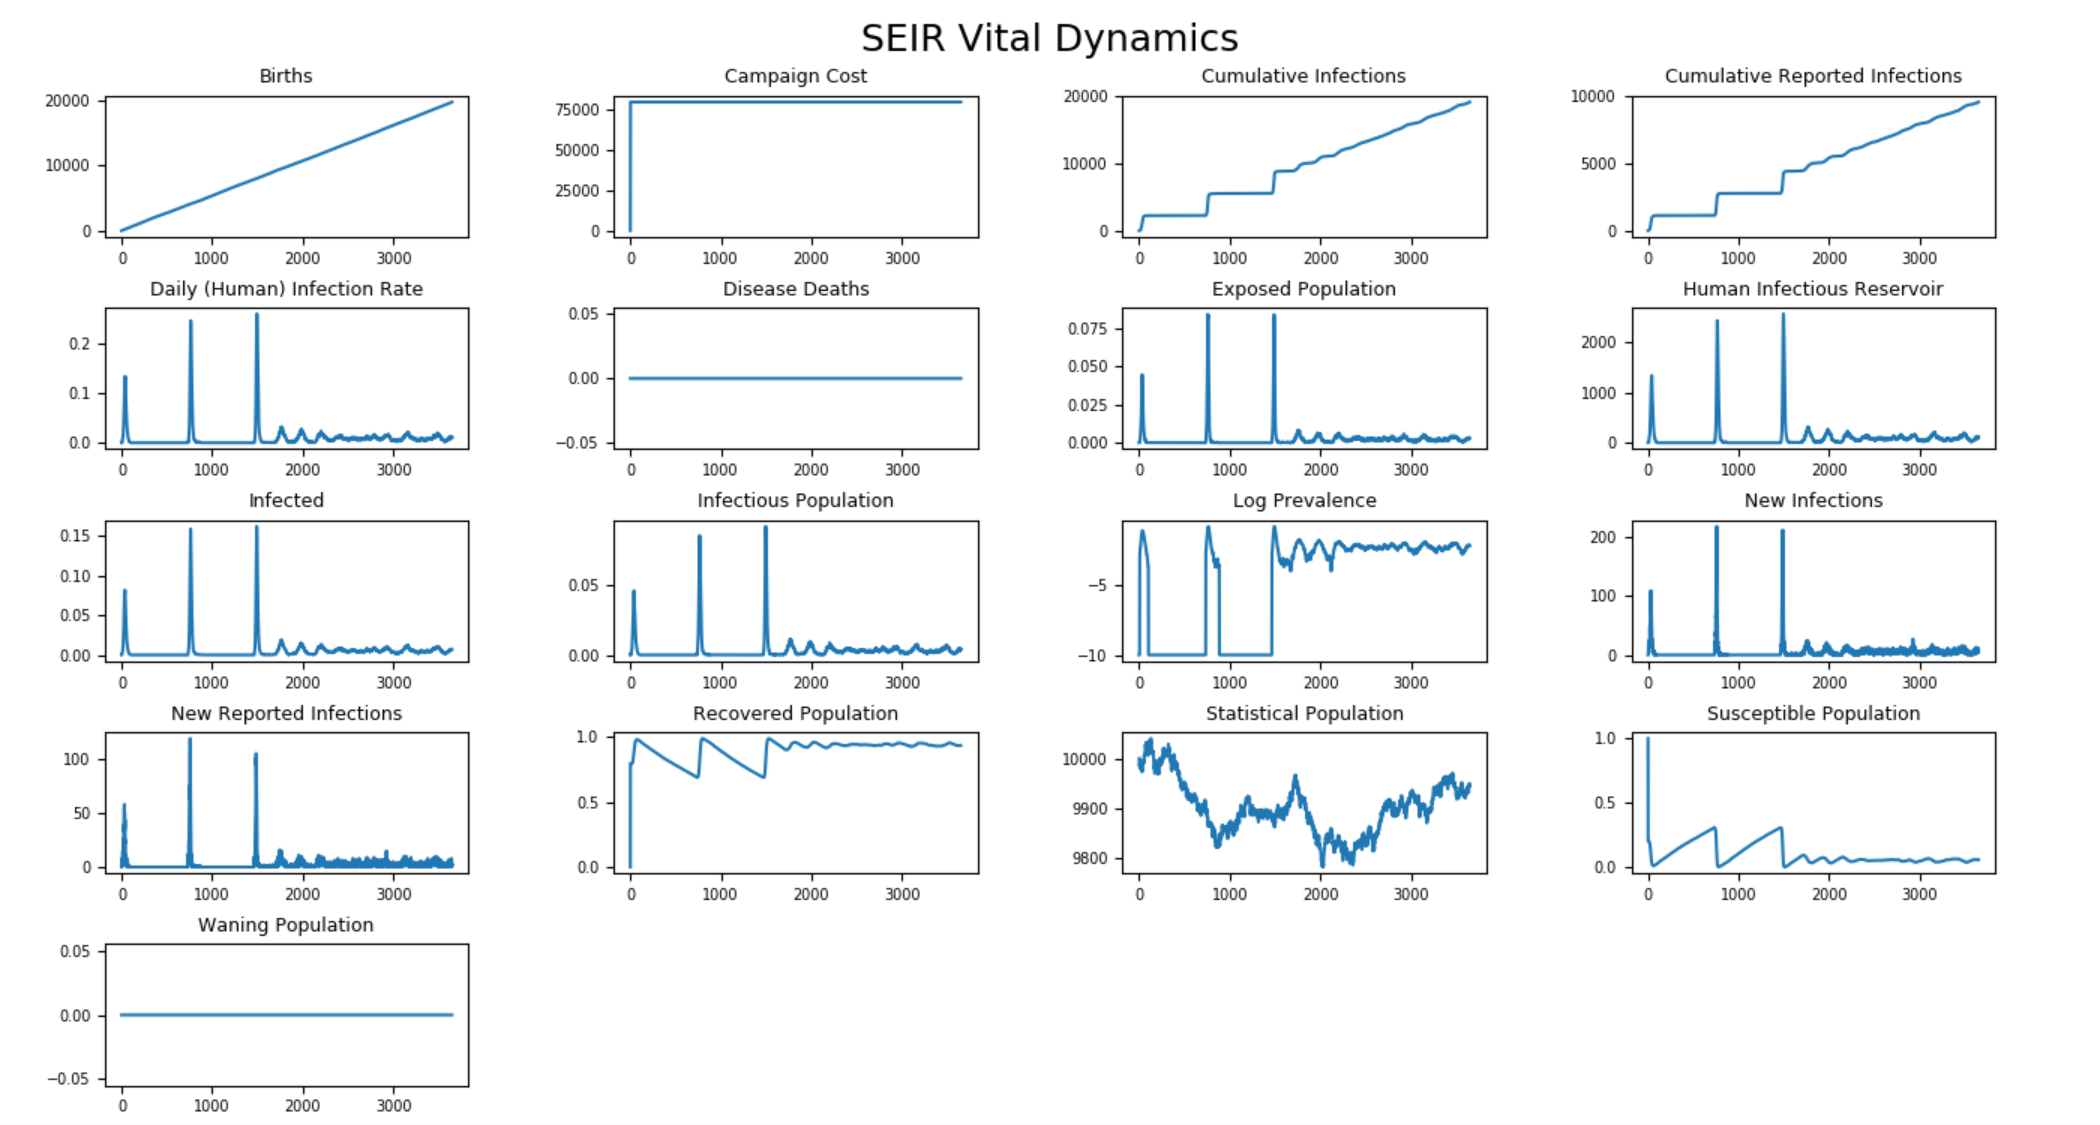 SEIR Vital Dynamics
Births
20000
10000
0
0 1000 2000 3000
Campaign Cost
75000
50000
25000
0
0 1000 2000 3000
Cumulative Infections
20000
10000
0
0 1000 2000 3000
Cumulative Reported Infections
10000
5000
0
0 1000 2000 3000
Daily (Human) Infection Rate
0.2
0.1
0.0
0 1000 2000 3000
Disease Deaths
0.05
0.00
−0.05
0 1000 2000 3000
Exposed Population
0.075
0.050
0.025
0.000
0 1000 2000 3000
Human Infectious Reservoir
2000
1000
0
0 1000 2000 3000
Infected
0.15
0.10
0.05
0.00
0 1000 2000 3000
Infectious Population
0.05
0.00
0 1000 2000 3000
Log Prevalence
−5
−10
0 1000 2000 3000
New Infections
200
100
0
0 1000 2000 3000
New Reported Infections
100
50
0
0 1000 2000 3000
Recovered Population
1.0
0.5
0.0
0 1000 2000 3000
Statistical Population
10000
9900
9800
0 1000 2000 3000
Susceptible Population
1.0
0.5
0.0
0 1000 2000 3000
Waning Population
0.05
0.00
−0.05
0 1000 2000 3000